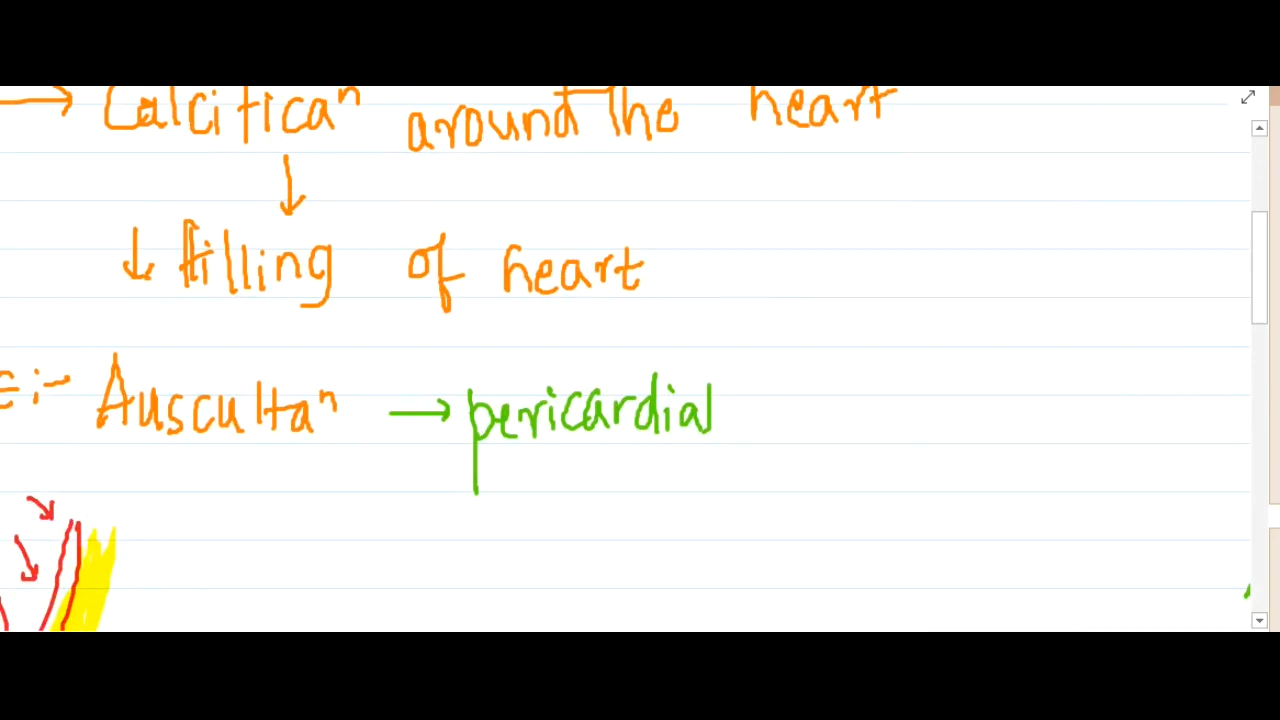 → Calcificaⁿ around the heart
↓
↓ filling of heart
E :- Auscultaⁿ → pericardial